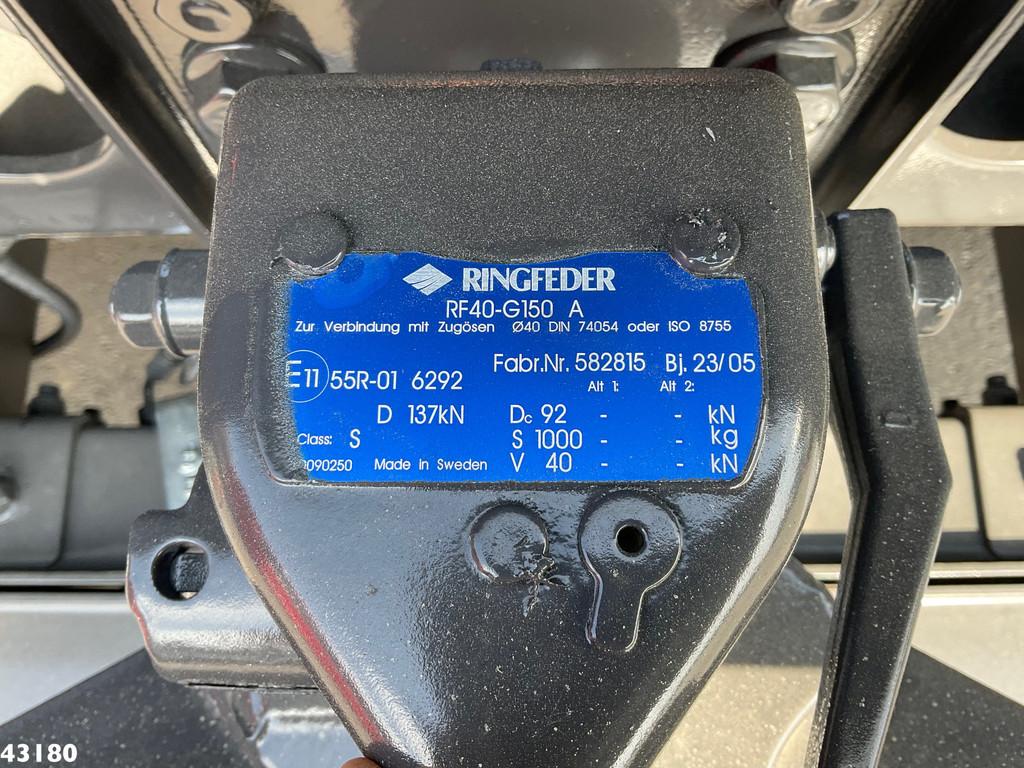 RINGFEDER
RF40-G150 A
Zur Verbindung mit Zugösen Ø40 DIN 74054 oder ISO 8755
E11 55R-01 6292 Fabr.Nr. 582815 Bj. 23/05
Alt 1: Alt 2:
D 137kN Dc 92 - - kN
Class: S S 1000 - - kg
Made in Sweden V 40 - - kN
43180